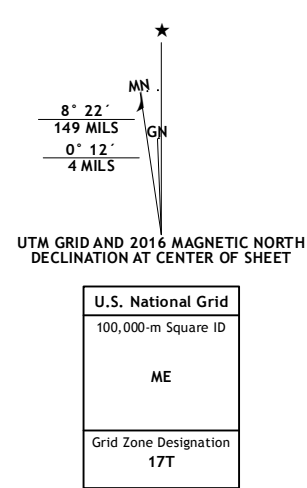 MN
8° 22´
149 MILS
GN
0° 12´
4 MILS
UTM GRID AND 2016 MAGNETIC NORTH
DECLINATION AT CENTER OF SHEET
U.S. National Grid
100,000-m Square ID
ME
Grid Zone Designation
17T